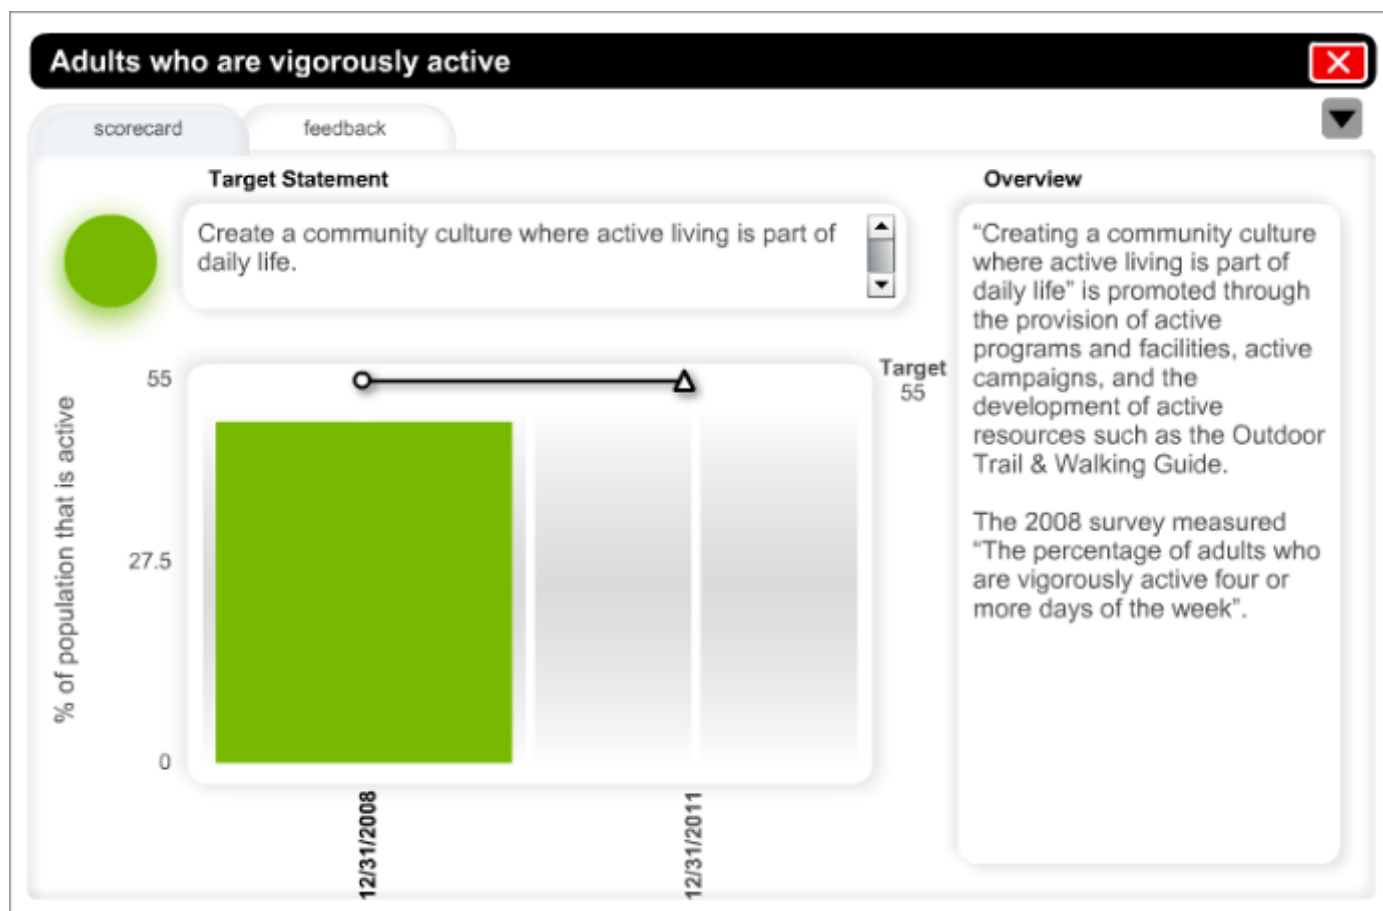 Adults who are vigorously active
scorecard
feedback
Target Statement
Create a community culture where active living is part of
daily life.
Overview
“Creating a community culture
where active living is part of
daily life” is promoted through
the provision of active
programs and facilities, active
campaigns, and the
development of active
resources such as the Outdoor
Trail & Walking Guide.
The 2008 survey measured
“The percentage of adults who
are vigorously active four or
more days of the week”.
% of population that is active
55
27.5
0
Target
55
12/31/2008
12/31/2011